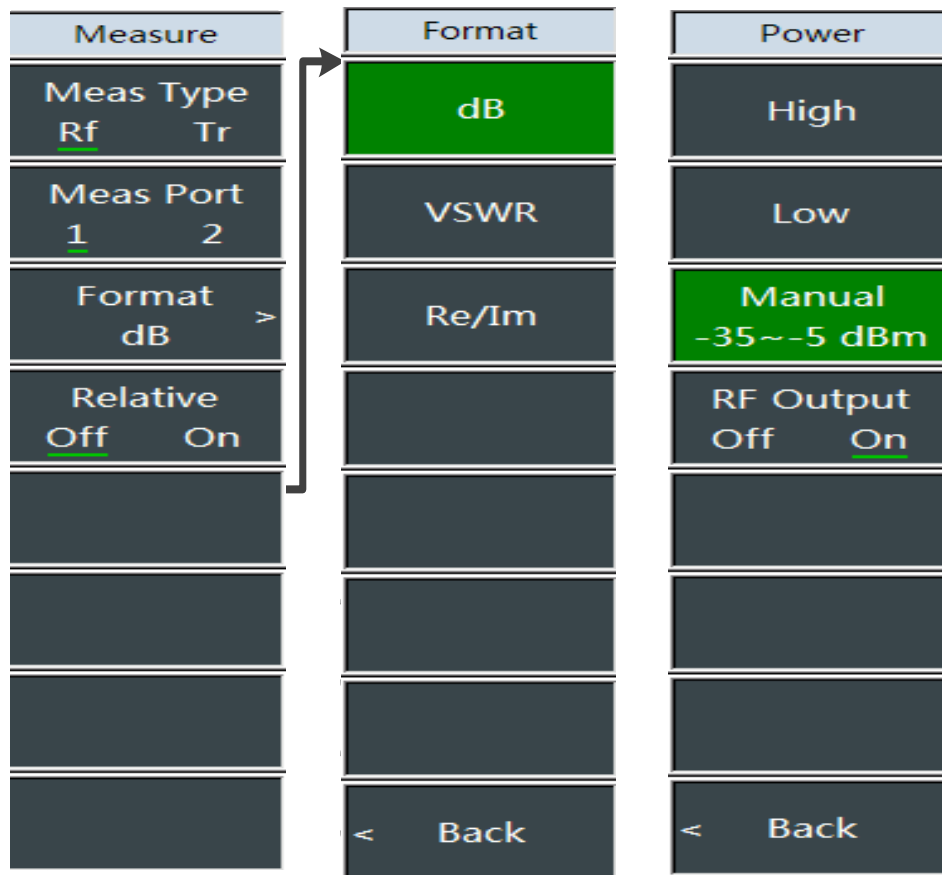 Measure
Meas Type
Rf Tr
Meas Port
1 2
Format
dB >
Relative
Off On
Format
dB
VSWR
Re/Im
< Back
Power
High
Low
Manual
-35~-5 dBm
RF Output
Off On
< Back